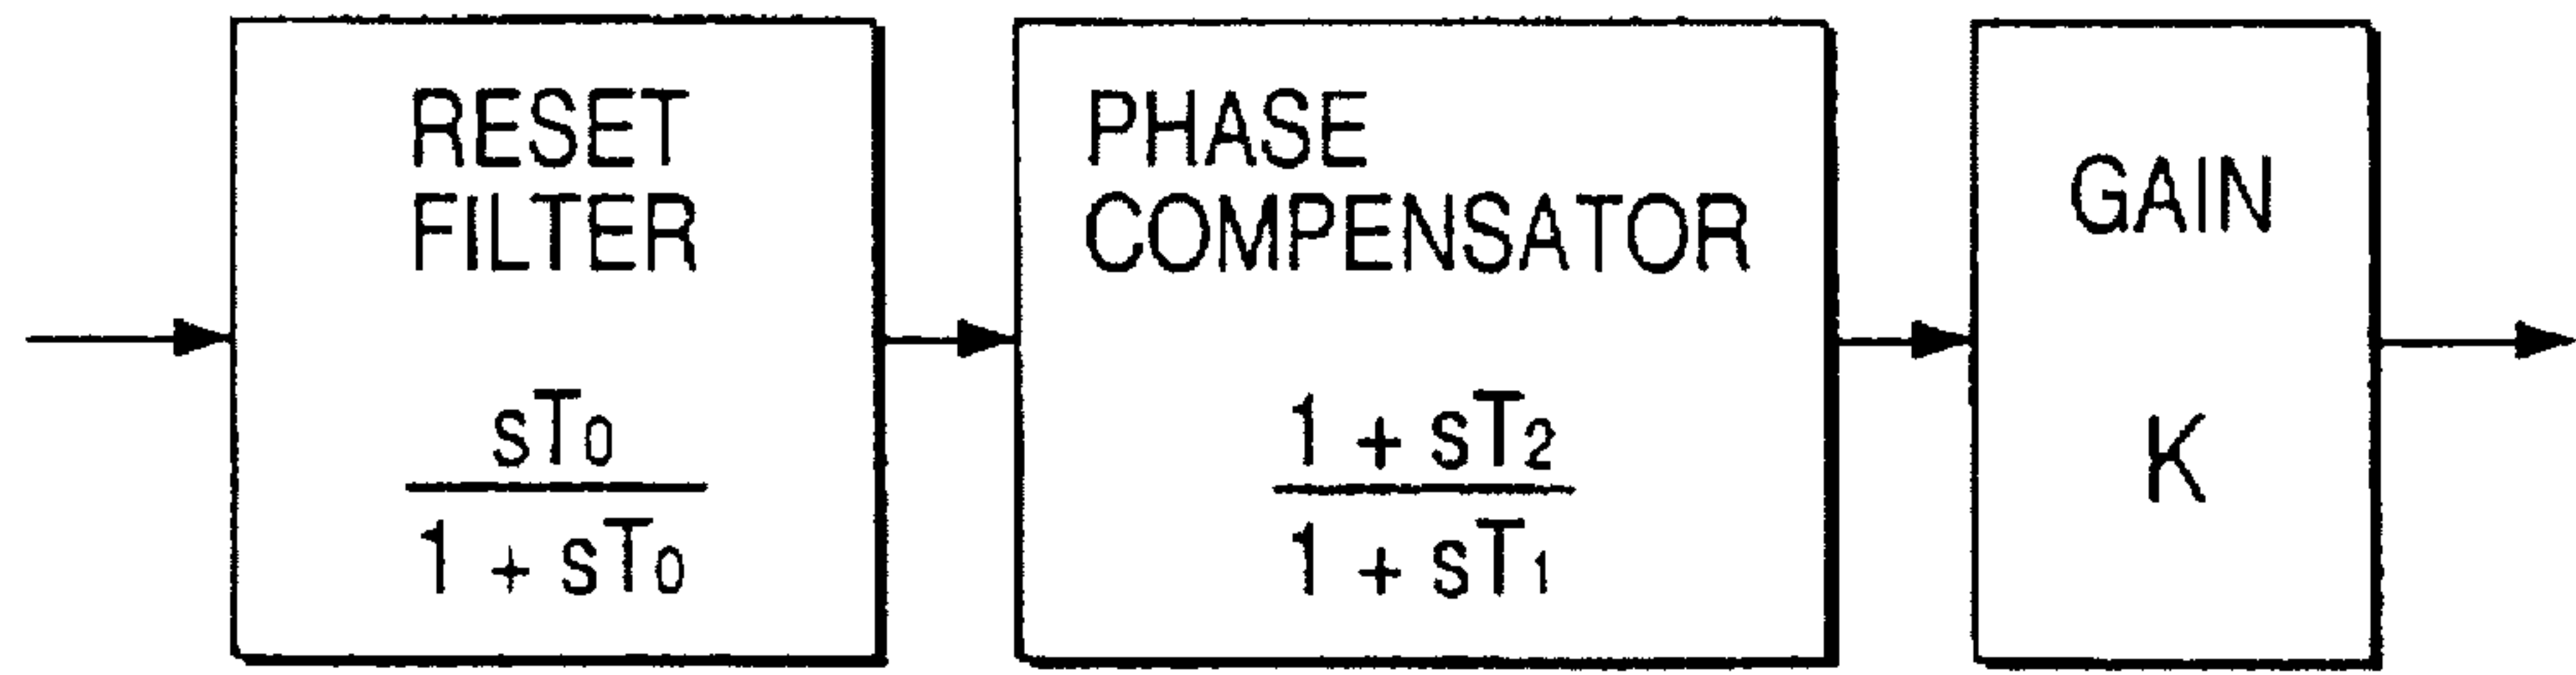 RESET
FILTER
sT0
1 + sT0
PHASE
COMPENSATOR
1 + sT2
1 + sT1
GAIN
K